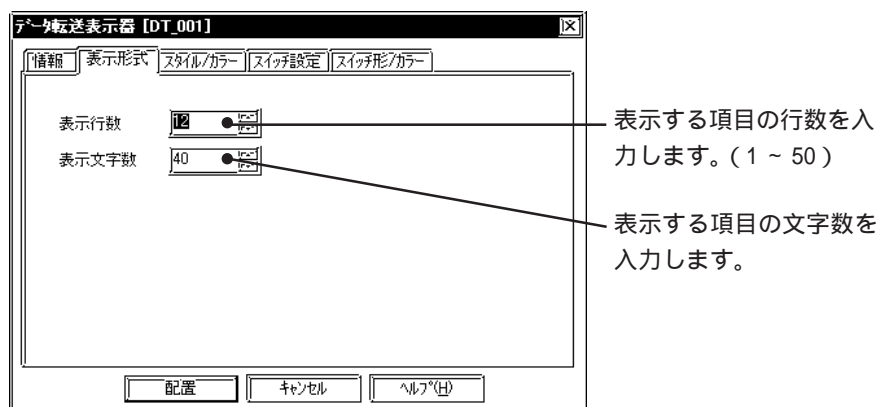 ﾃﾞｰﾀ転送表示器 [DT_001]
情報 表示形式 ｽﾀｲﾙ/ｶﾗｰ ｽｲｯﾁ設定 ｽｲｯﾁ形/ｶﾗｰ
表示行数 12
表示する項目の行数を入
力します。( 1 ~ 50 )
表示文字数 40
表示する項目の文字数を
入力します。
配置 ｷｬﾝｾﾙ ﾍﾙﾌﾟ(H)